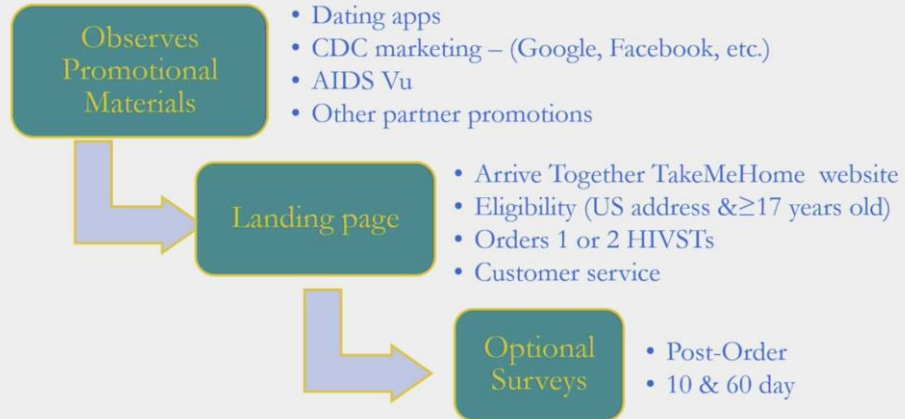 Observes
Promotional
Materials
• Dating apps
• CDC marketing – (Google, Facebook, etc.)
• AIDS Vu
• Other partner promotions
Landing page
• Arrive Together TakeMeHome website
• Eligibility (US address &≥17 years old)
• Orders 1 or 2 HIVSTs
• Customer service
Optional
Surveys
• Post-Order
• 10 & 60 day